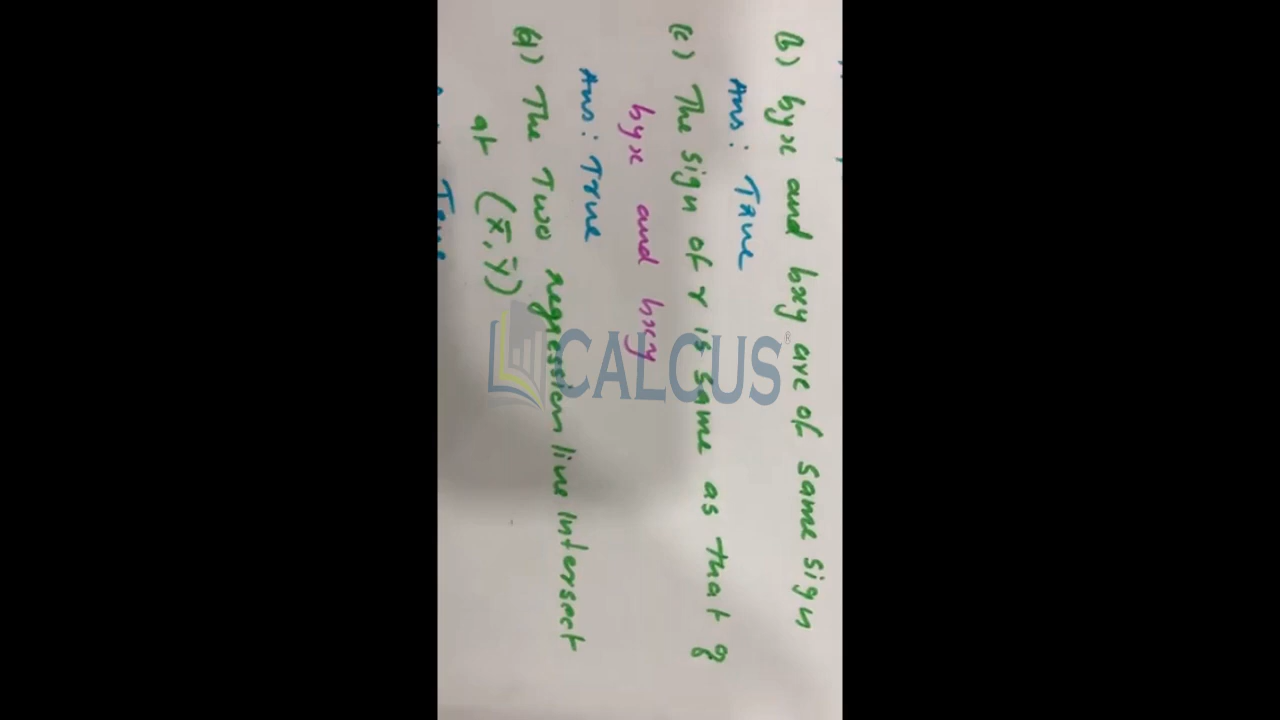 (b) byx and bxy are of same sign
Ans: True
(c) The sign of r is same as that of
byx and bxy
Ans: True
(d) The Two regression line intersect
at (x̄, ȳ)
True
CALCUS®